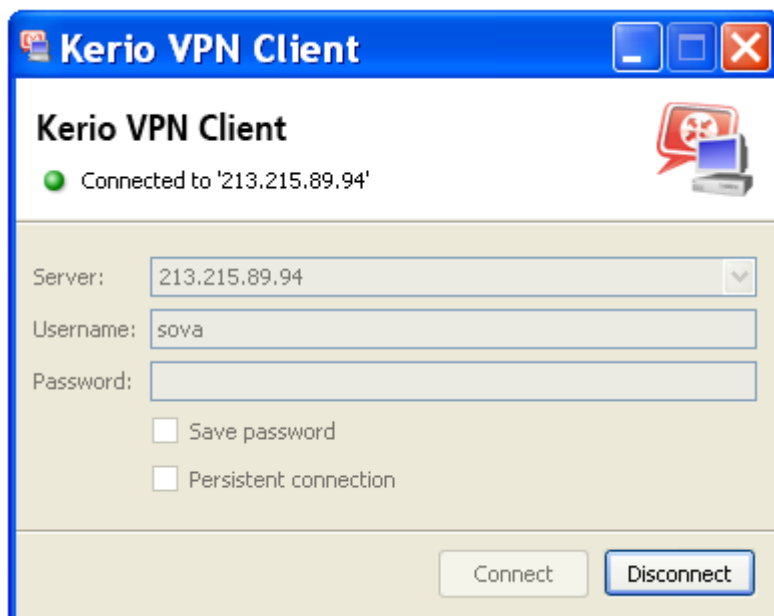 Kerio VPN Client
Kerio VPN Client
Connected to '213.215.89.94'
Server: 213.215.89.94
Username: sova
Password:
Save password
Persistent connection
Connect Disconnect